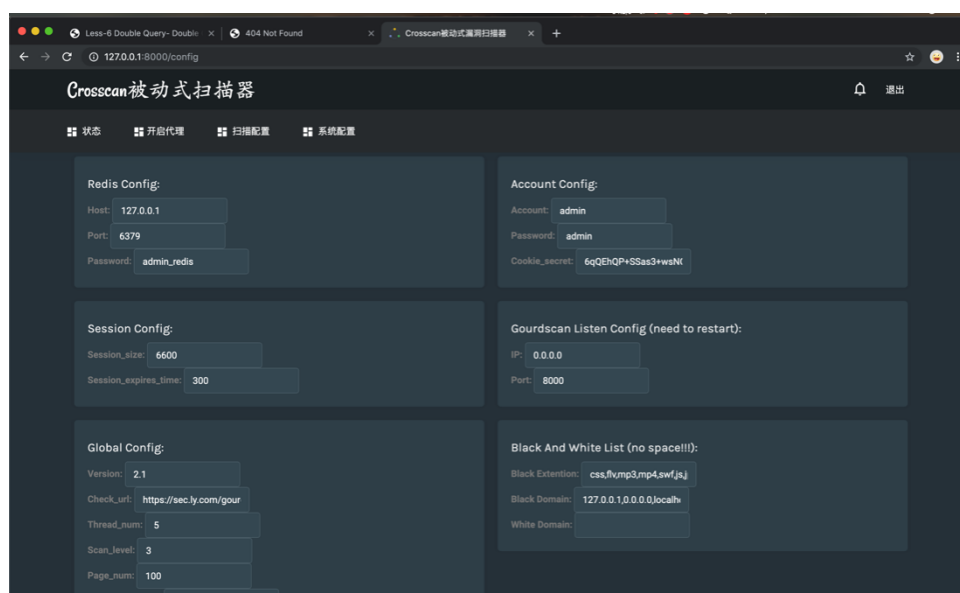 Less-6 Double Query- Double
404 Not Found
Crosscan被动式漏洞扫描器
127.0.0.1:8000/config
Crosscan被动式扫描器
退出
状态 开启代理 扫描配置 系统配置
Redis Config:
Host: 127.0.0.1
Port: 6379
Password: admin_redis
Account Config:
Account: admin
Password: admin
Cookie_secret: 6qQEhQP+SSas3+wsN
Session Config:
Session_size: 6600
Session_expires_time: 300
Gourdscan Listen Config (need to restart):
IP: 0.0.0.0
Port: 8000
Global Config:
Version: 2.1
Check_url: https://sec.ly.com/gour
Thread_num: 5
Scan_level: 3
Page_num: 100
Black And White List (no space!!!):
Black Extention: css,flv,mp3,mp4,swf,js,j
Black Domain: 127.0.0.1,0.0.0.0,localh
White Domain: